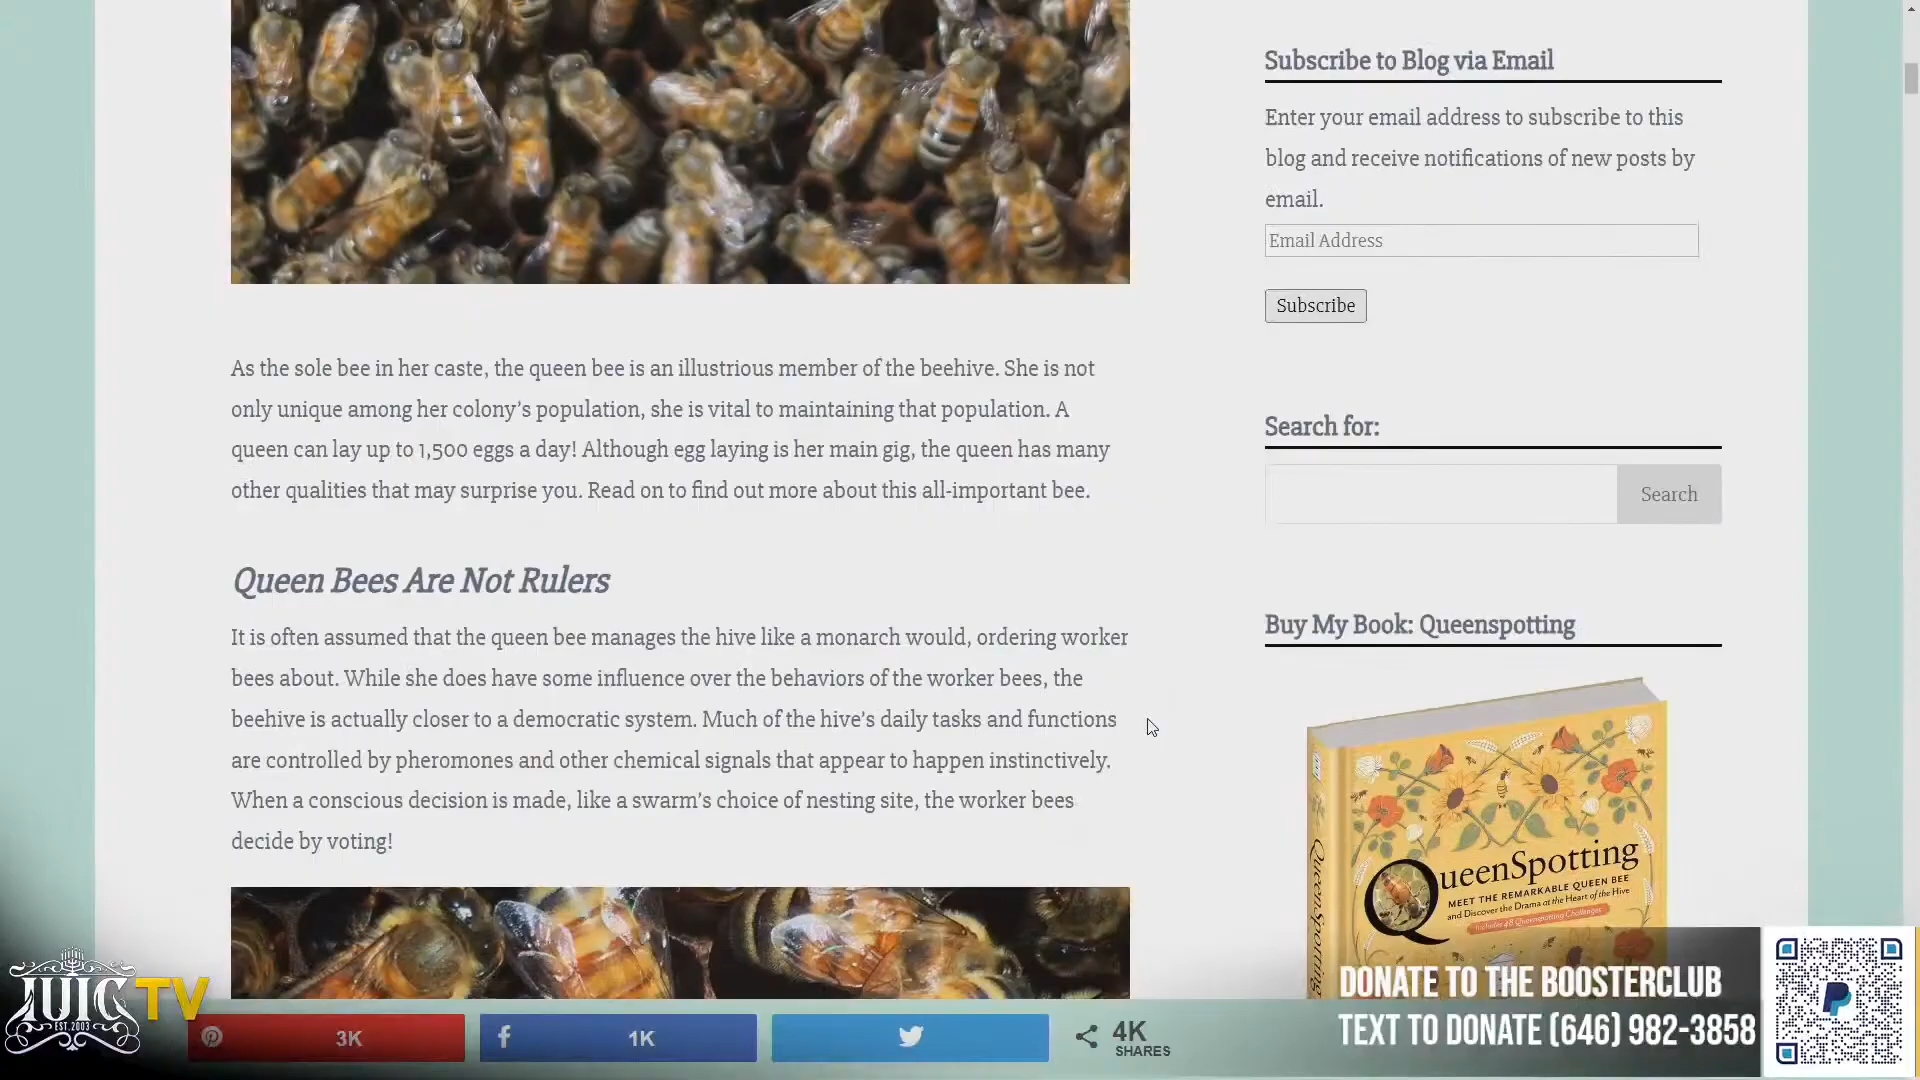 Subscribe to Blog via Email
Enter your email address to subscribe to this
blog and receive notifications of new posts by
email.
Email Address
Subscribe
As the sole bee in her caste, the queen bee is an illustrious member of the beehive. She is not
only unique among her colony’s population, she is vital to maintaining that population. A
queen can lay up to 1,500 eggs a day! Although egg laying is her main gig, the queen has many
other qualities that may surprise you. Read on to find out more about this all-important bee.
Search for:
Search
Queen Bees Are Not Rulers
It is often assumed that the queen bee manages the hive like a monarch would, ordering worker
bees about. While she does have some influence over the behaviors of the worker bees, the
beehive is actually closer to a democratic system. Much of the hive’s daily tasks and functions
are controlled by pheromones and other chemical signals that appear to happen instinctively.
When a conscious decision is made, like a swarm’s choice of nesting site, the worker bees
decide by voting!
Buy My Book: Queenspotting
QueenSpotting
MEET THE REMARKABLE QUEEN BEE
and Discover the Drama at the Heart of the Hive
Includes 48 Queenspotting Challenges
QueenSpotting
IUIC TV
EST. 2003
3K
1K
4K
SHARES
DONATE TO THE BOOSTERCLUB
TEXT TO DONATE (646) 982-3858